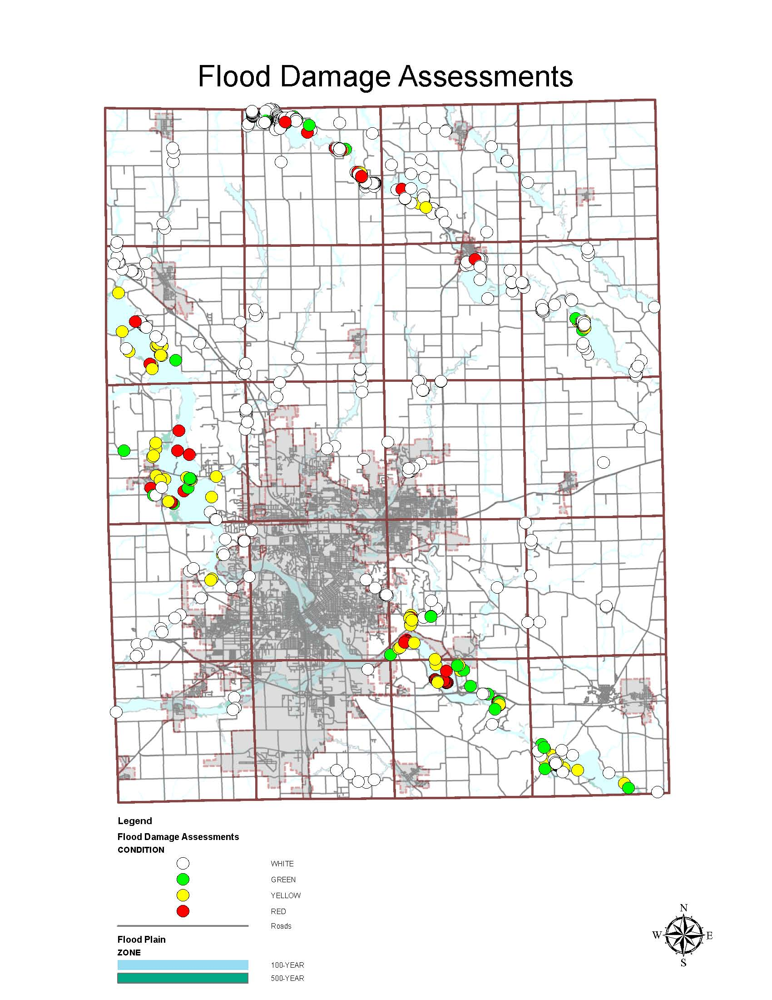 Flood Damage Assessments
Legend
Flood Damage Assessments
CONDITION
WHITE
GREEN
YELLOW
RED
Roads
Flood Plain
ZONE
100-YEAR
500-YEAR
N
W E
S